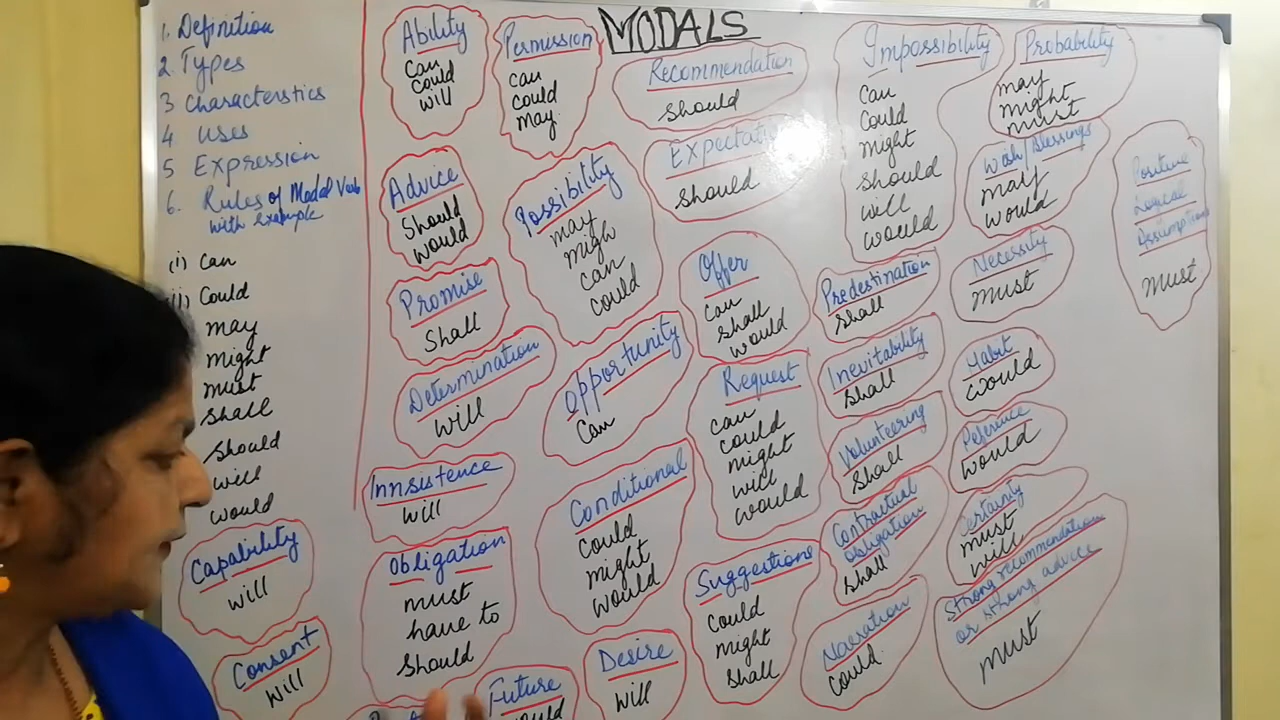 MODALS
1. Definition
2. Types
3 Characterstics
4 Uses
5 Expression
6. Rules of Modal Verb
with example
(i) Can
Could
may
might
must
shall
should
will
would
Capability
will
Consent
will
Ability
can
could
will
Permission
can
could
may
Advice
Should
would
Promise
Shall
Determination
will
Innsistence
will
Obligation
must
have to
Should
Future
Possibility
may
migh
can
could
Opportunity
Can
Conditional
could
might
would
Desire
will
Recommendation
Should
Should
Offer
can
shall
would
Request
can
could
might
will
would
Suggestions
could
might
shall
Impossibility
Can
Could
might
should
will
would
Predestination
shall
Inevitability
shall
Volunteering
shall
Contractual
obligation
shall
Narration
could
Probability
may
might
must
Wish/Blessings
may
would
Necessity
must
Habit
would
would
Certainity
must
will
Strong recommendation
or strong advice
must
Positive
Logical
must